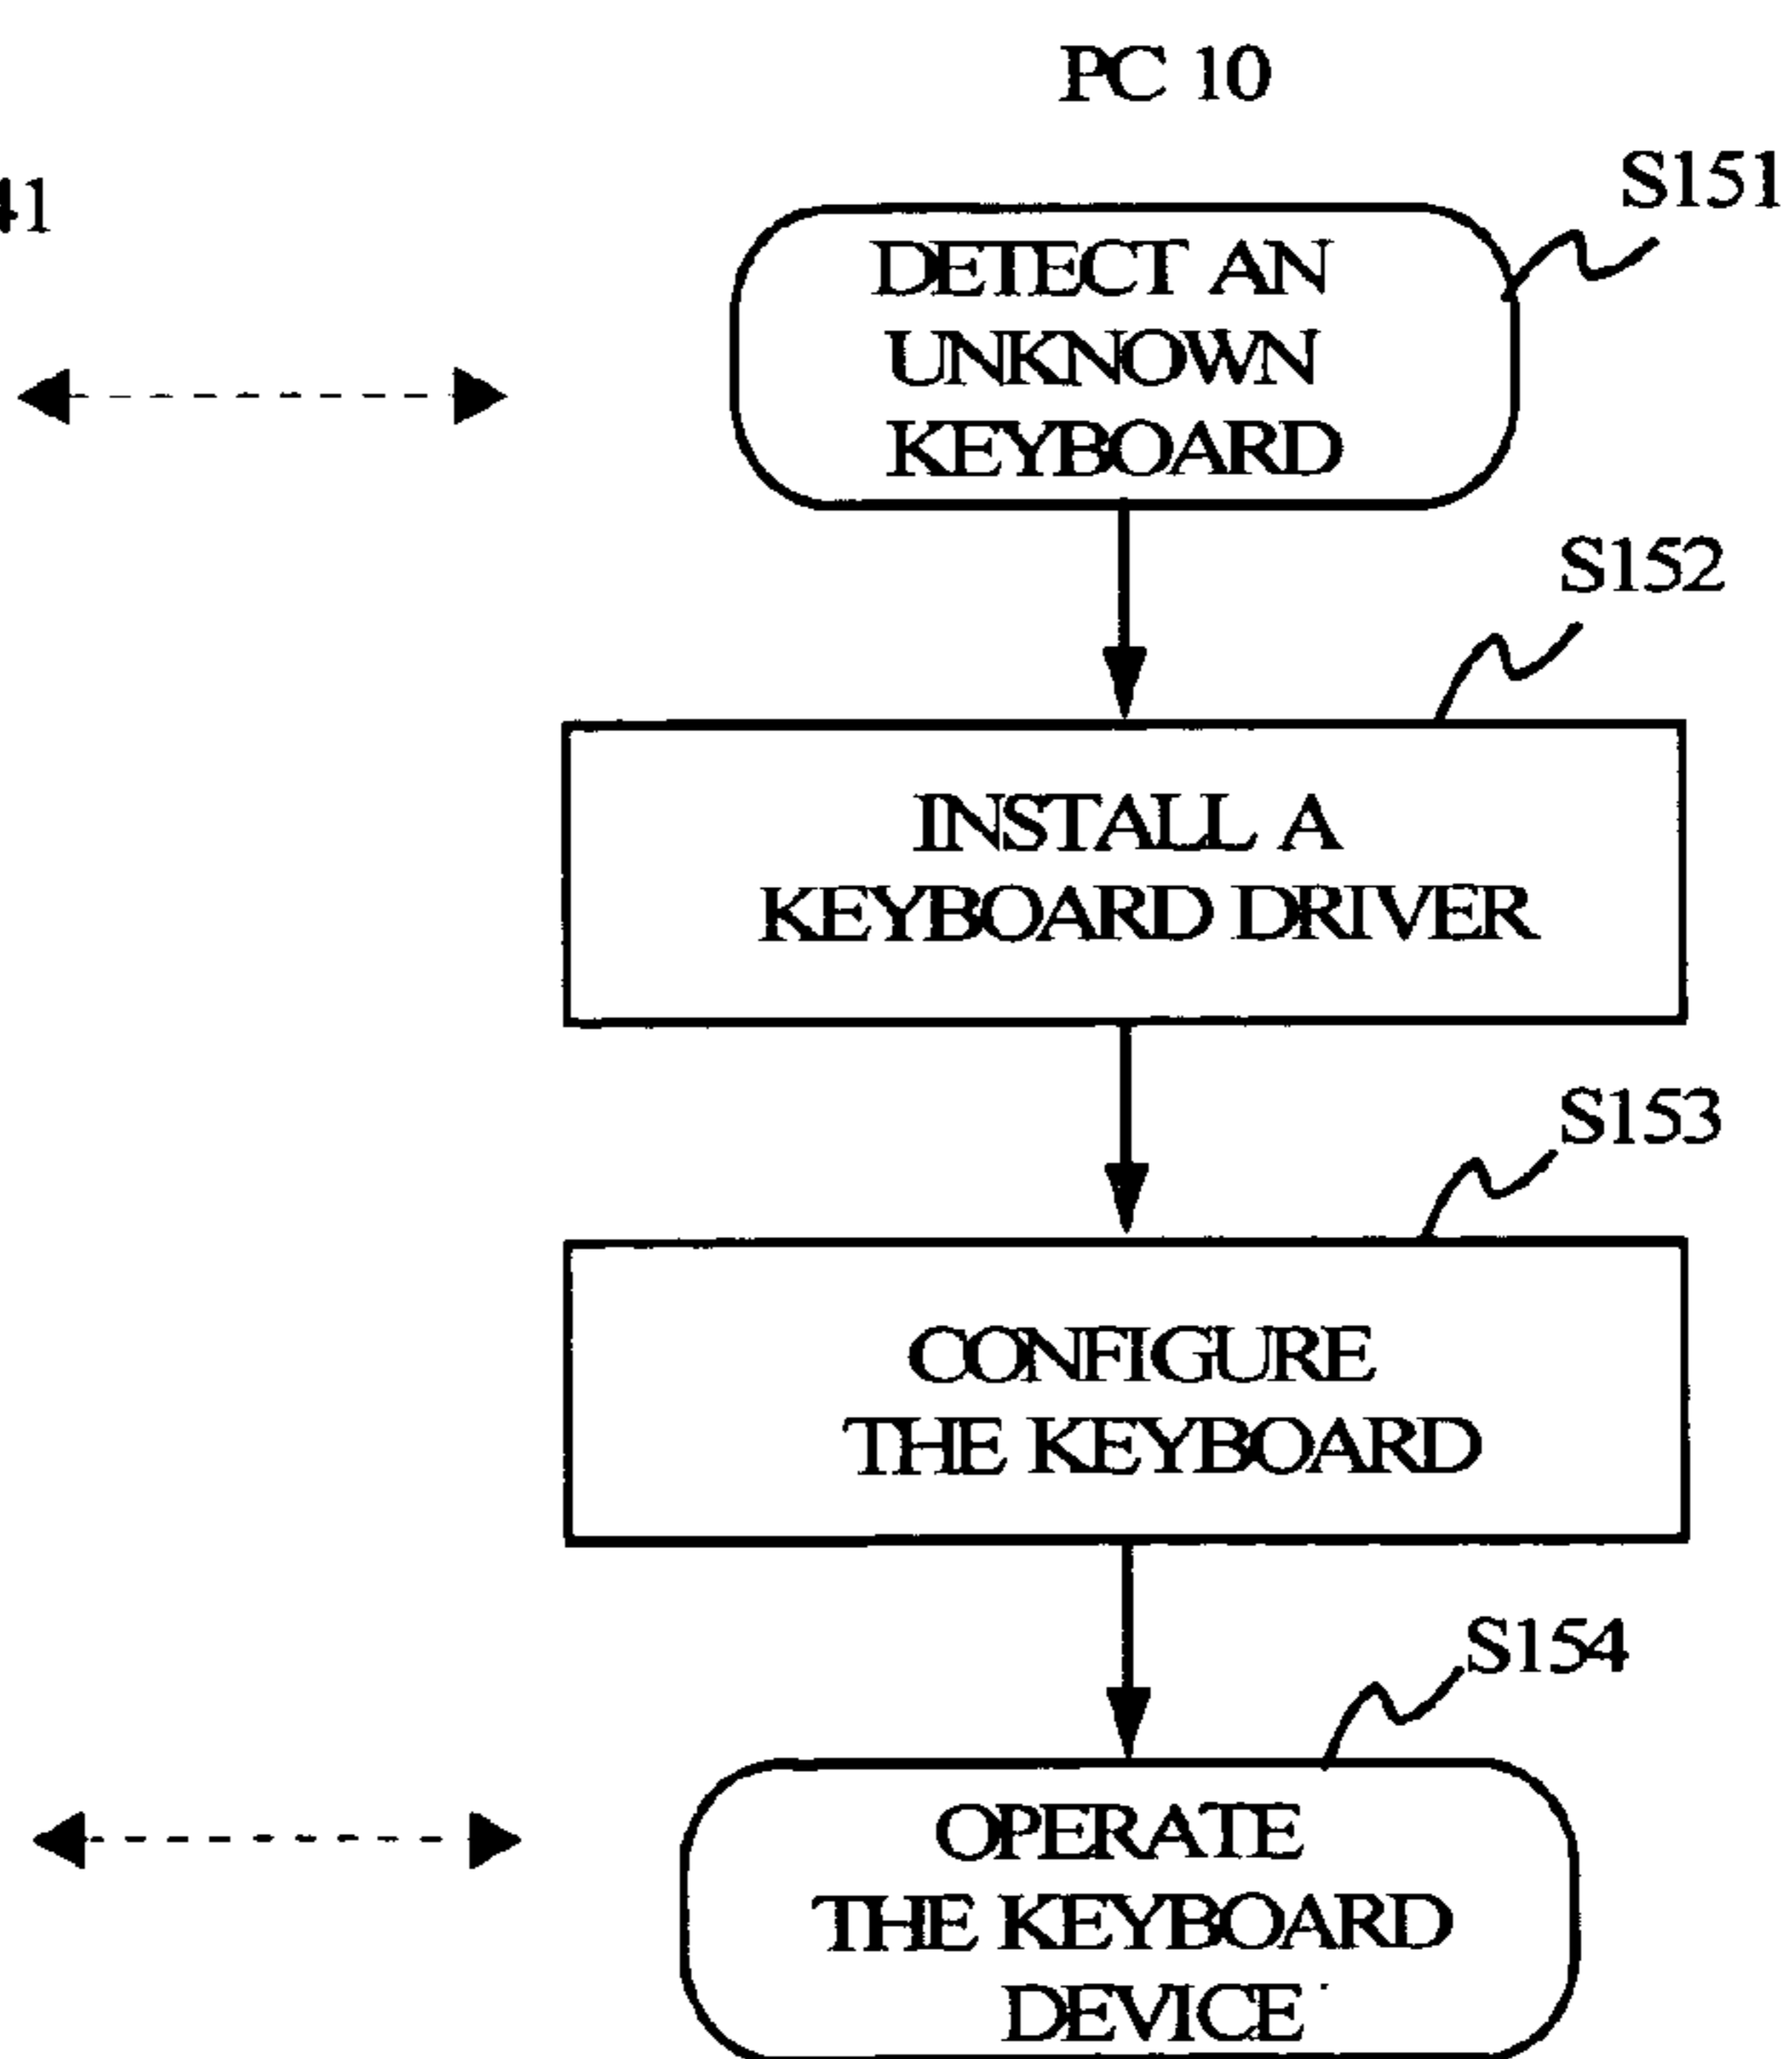 PC 10
41
S151
DETECT AN
UNKNOWN
KEYBOARD
S152
INSTALL A
KEYBOARD DRIVER
S153
CONFIGURE
THE KEYBOARD
S154
OPERATE
THE KEYBOARD
DEVICE